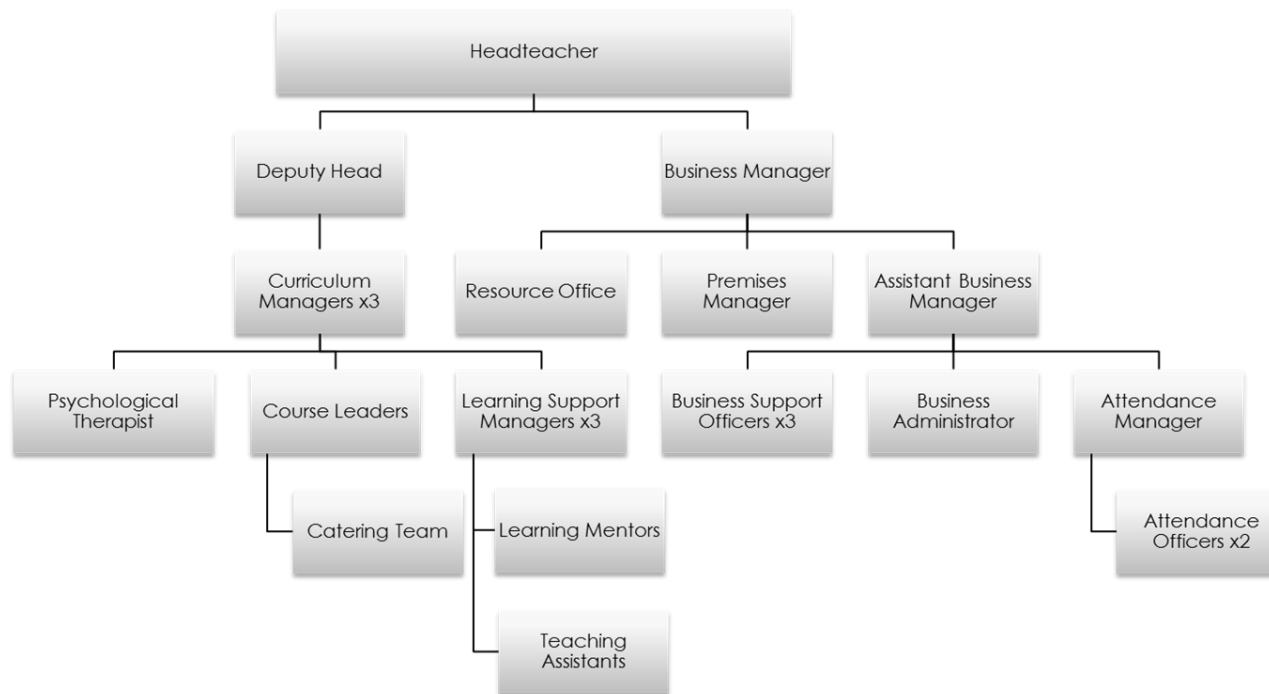 Headteacher
Deputy Head
Business Manager
Curriculum
Managers x3
Resource Office
Premises
Manager
Assistant Business
Manager
Psychological
Therapist
Course Leaders
Learning Support
Managers x3
Business Support
Officers x3
Business
Administrator
Attendance
Manager
Catering Team
Learning Mentors
Attendance
Officers x2
Teaching
Assistants